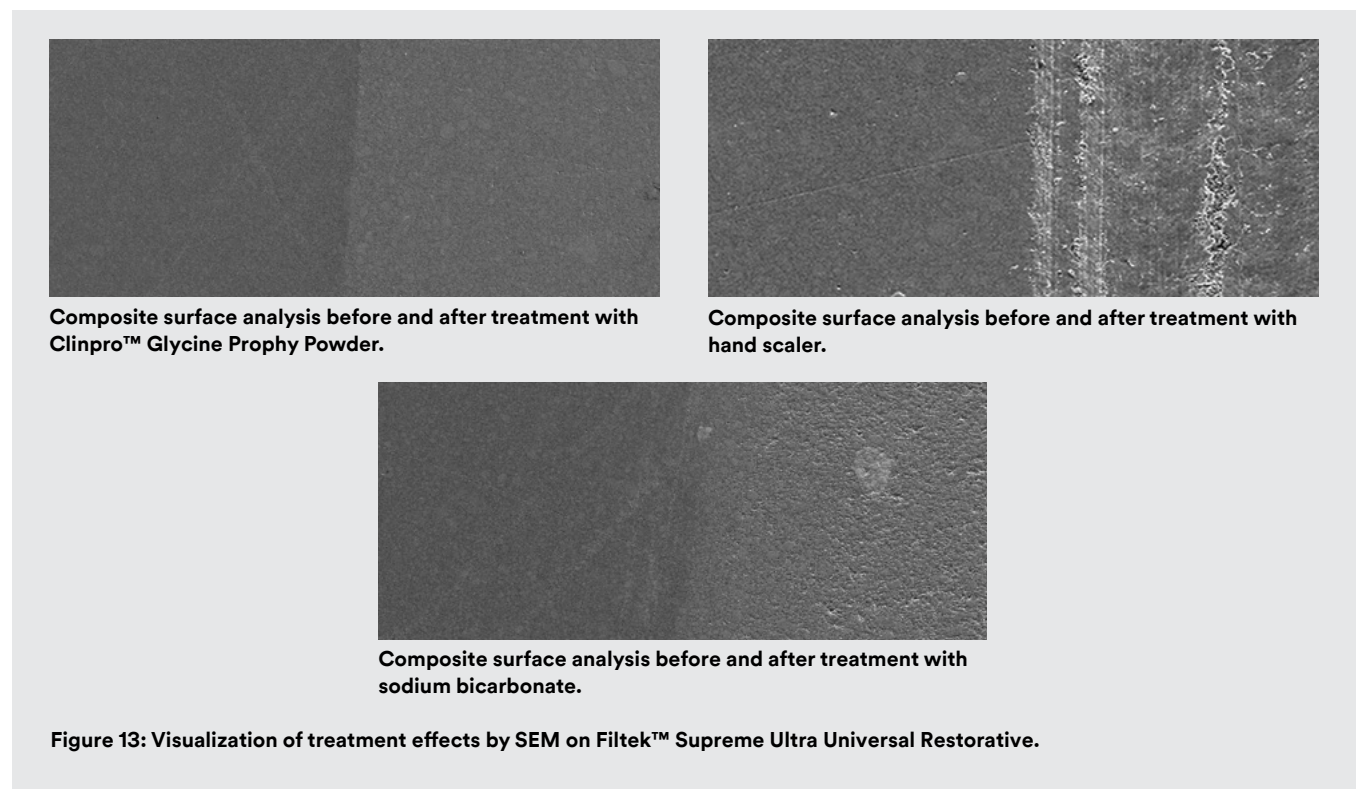 Composite surface analysis before and after treatment with
Clinpro™ Glycine Prophy Powder.
Composite surface analysis before and after treatment with
hand scaler.
Composite surface analysis before and after treatment with
sodium bicarbonate.
Figure 13: Visualization of treatment effects by SEM on Filtek™ Supreme Ultra Universal Restorative.